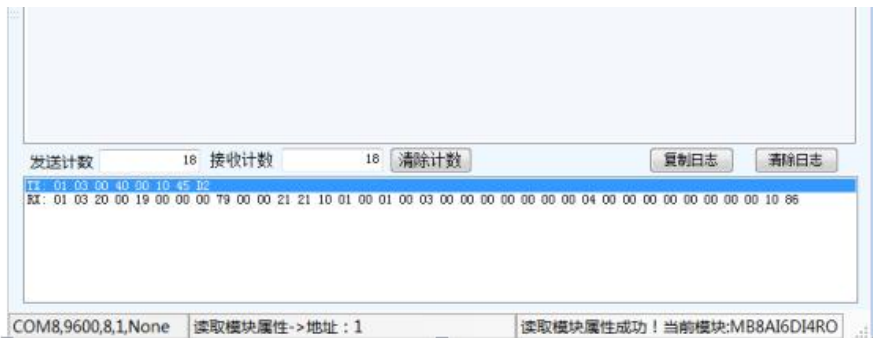 发送计数 18 接收计数 18 清除计数 复制日志 清除日志
TX: 01 03 00 40 00 10 45 D2
RX: 01 03 20 00 19 00 00 00 79 00 00 21 21 10 01 00 01 00 03 00 00 00 00 00 00 00 04 00 00 00 00 00 00 00 00 10 86
COM8,9600,8,1,None 读取模块属性->地址：1 读取模块属性成功！当前模块:MB8AI6DI4RO